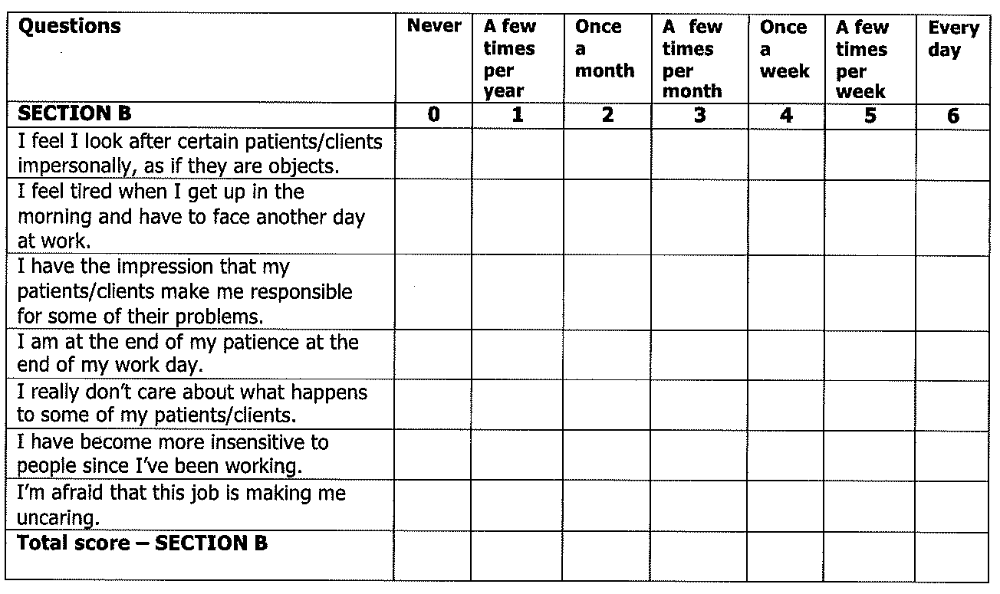 Questions Never A few times per year Once a month A few times per month Once a week A few times per week Every day
SECTION B 0 1 2 3 4 5 6
I feel I look after certain patients/clients
impersonally, as if they are objects.
I feel tired when I get up in the
morning and have to face another day
at work.
I have the impression that my
patients/clients make me responsible
for some of their problems.
I am at the end of my patience at the
end of my work day.
I really don't care about what happens
to some of my patients/clients.
I have become more insensitive to
people since I've been working.
I'm afraid that this job is making me
uncaring.
Total score – SECTION B